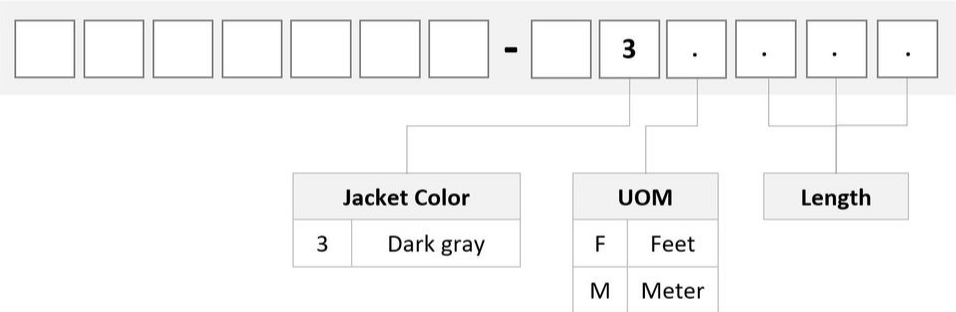 - 3 . . . .
Jacket Color UOM Length
3 Dark gray F Feet
M Meter